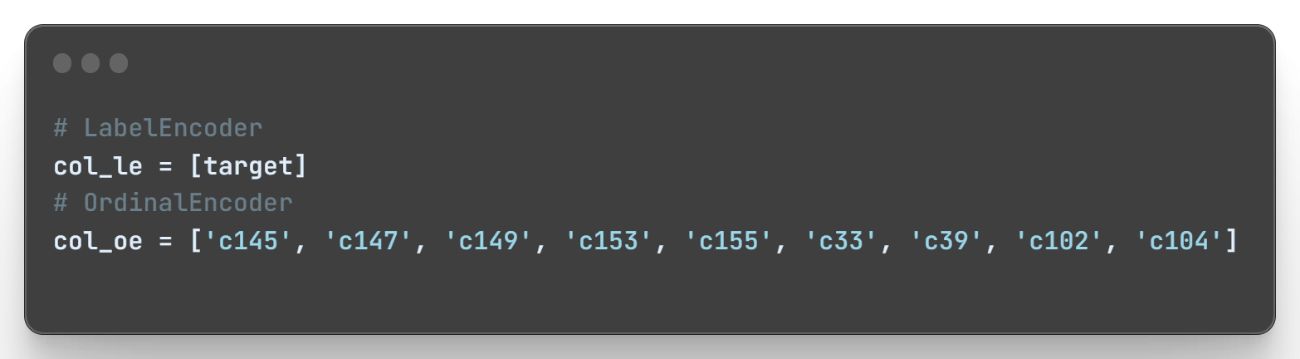 # LabelEncoder
col_le = [target]
# OrdinalEncoder
col_oe = ['c145', 'c147', 'c149', 'c153', 'c155', 'c33', 'c39', 'c102', 'c104']